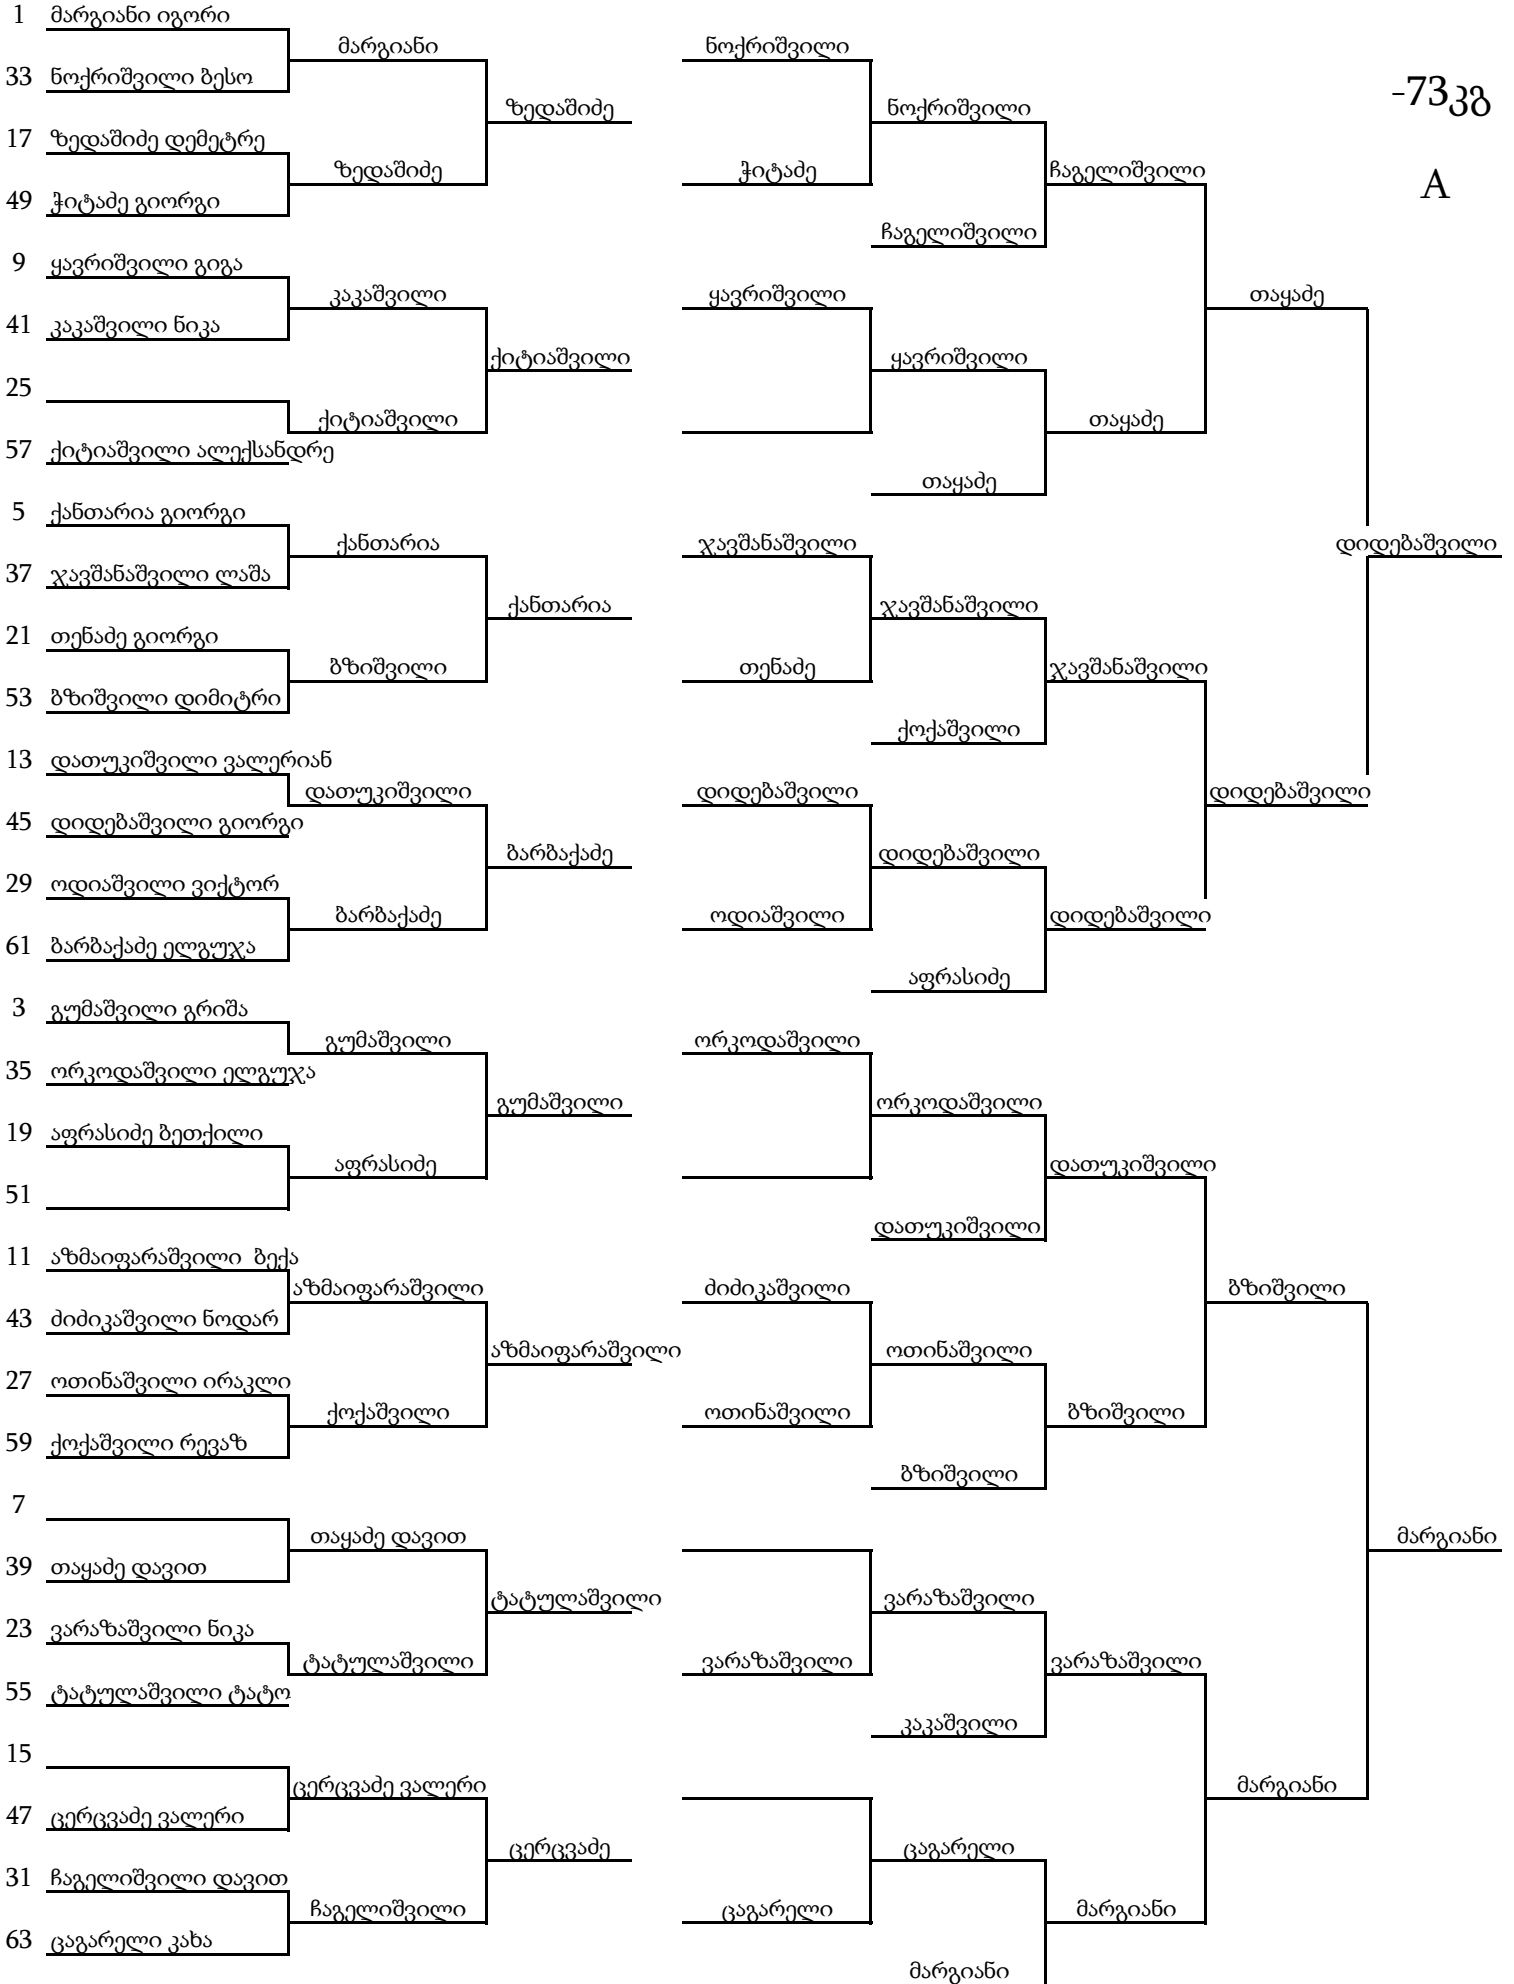 1 მარგიანი იგორი
მარგიანი
ნოქრიშვილი
33 ნოქრიშვილი ბესო
-73კგ
ზედაშიძე
ნოქრიშვილი
17 ზედაშიძე დემეტრე
ზედაშიძე
ჭიტაძე
ჩაგელიშვილი
A
49 ჭიტაძე გიორგი
ჩაგელიშვილი
9 ყავრიშვილი გიგა
კაკაშვილი
ყავრიშვილი
თაყაძე
41 კაკაშვილი ნიკა
ქიტიაშვილი
ყავრიშვილი
25
ქიტიაშვილი
თაყაძე
57 ქიტიაშვილი ალექსანდრე
თაყაძე
5 ქანთარია გიორგი
ქანთარია
ჯავშანაშვილი
დიდებაშვილი
37 ჯავშანაშვილი ლაშა
ქანთარია
ჯავშანაშვილი
21 თენაძე გიორგი
ბზიშვილი
თენაძე
ჯავშანაშვილი
53 ბზიშვილი დიმიტრი
ქოქაშვილი
13 დათუკიშვილი ვალერიან
დათუკიშვილი
დიდებაშვილი
დიდებაშვილი
45 დიდებაშვილი გიორგი
ბარბაქაძე
დიდებაშვილი
29 ოდიაშვილი ვიქტორ
ბარბაქაძე
ოდიაშვილი
დიდებაშვილი
61 ბარბაქაძე ელგუჯა
აფრასიძე
3 გუმაშვილი გრიშა
გუმაშვილი
ორკოდაშვილი
35 ორკოდაშვილი ელგუჯა
გუმაშვილი
ორკოდაშვილი
19 აფრასიძე ბეთქილი
აფრასიძე
დათუკიშვილი
51
დათუკიშვილი
11 აზმაიფარაშვილი ბექა
აზმაიფარაშვილი
ძიძიკაშვილი
ბზიშვილი
43 ძიძიკაშვილი ნოდარ
აზმაიფარაშვილი
ოთინაშვილი
27 ოთინაშვილი ირაკლი
ქოქაშვილი
ოთინაშვილი
ბზიშვილი
59 ქოქაშვილი რევაზ
ბზიშვილი
7
თაყაძე დავით
მარგიანი
39 თაყაძე დავით
ტატულაშვილი
ვარაზაშვილი
23 ვარაზაშვილი ნიკა
ტატულაშვილი
ვარაზაშვილი
ვარაზაშვილი
55 ტატულაშვილი ტატო
კაკაშვილი
15
ცერცვაძე ვალერი
მარგიანი
47 ცერცვაძე ვალერი
ცერცვაძე
ცაგარელი
31 ჩაგელიშვილი დავით
ჩაგელიშვილი
ცაგარელი
მარგიანი
63 ცაგარელი კახა
მარგიანი